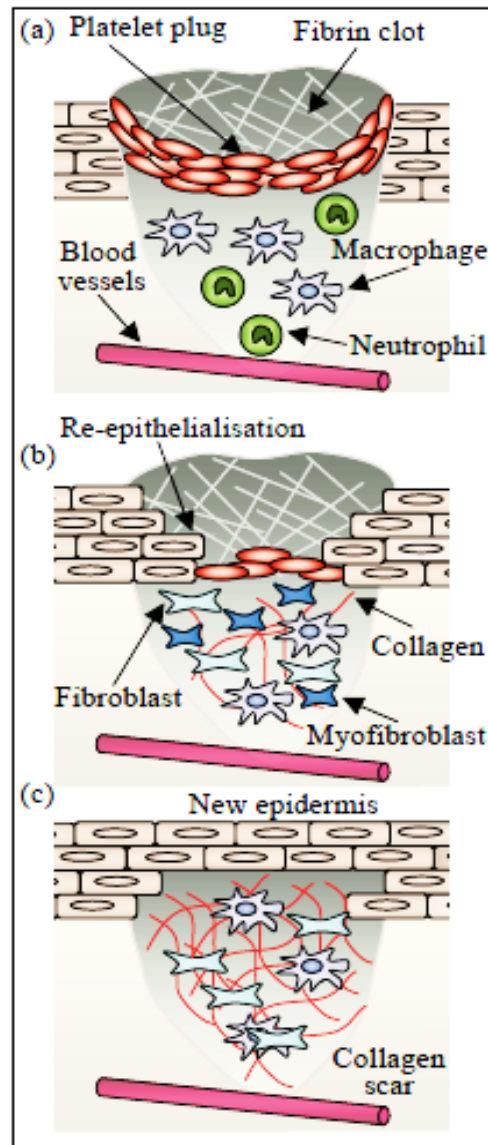 (a)
Platelet plug
Fibrin clot
Blood
vessels
Macrophage
Neutrophil
Re-epithelialisation
(b)
Collagen
Fibroblast
Myofibroblast
(c)
New epidermis
Collagen
scar